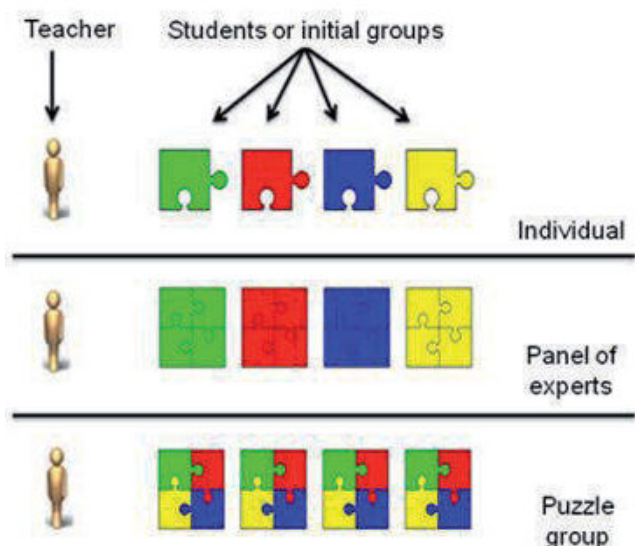 Teacher
Students or initial groups
Individual
Panel of
experts
Puzzle
group